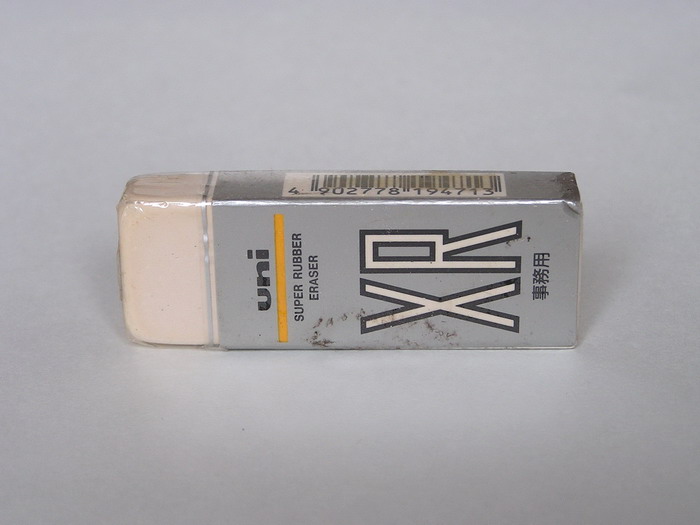 4 902778 194713
uni
SUPER RUBBER
ERASER
XR
事務用